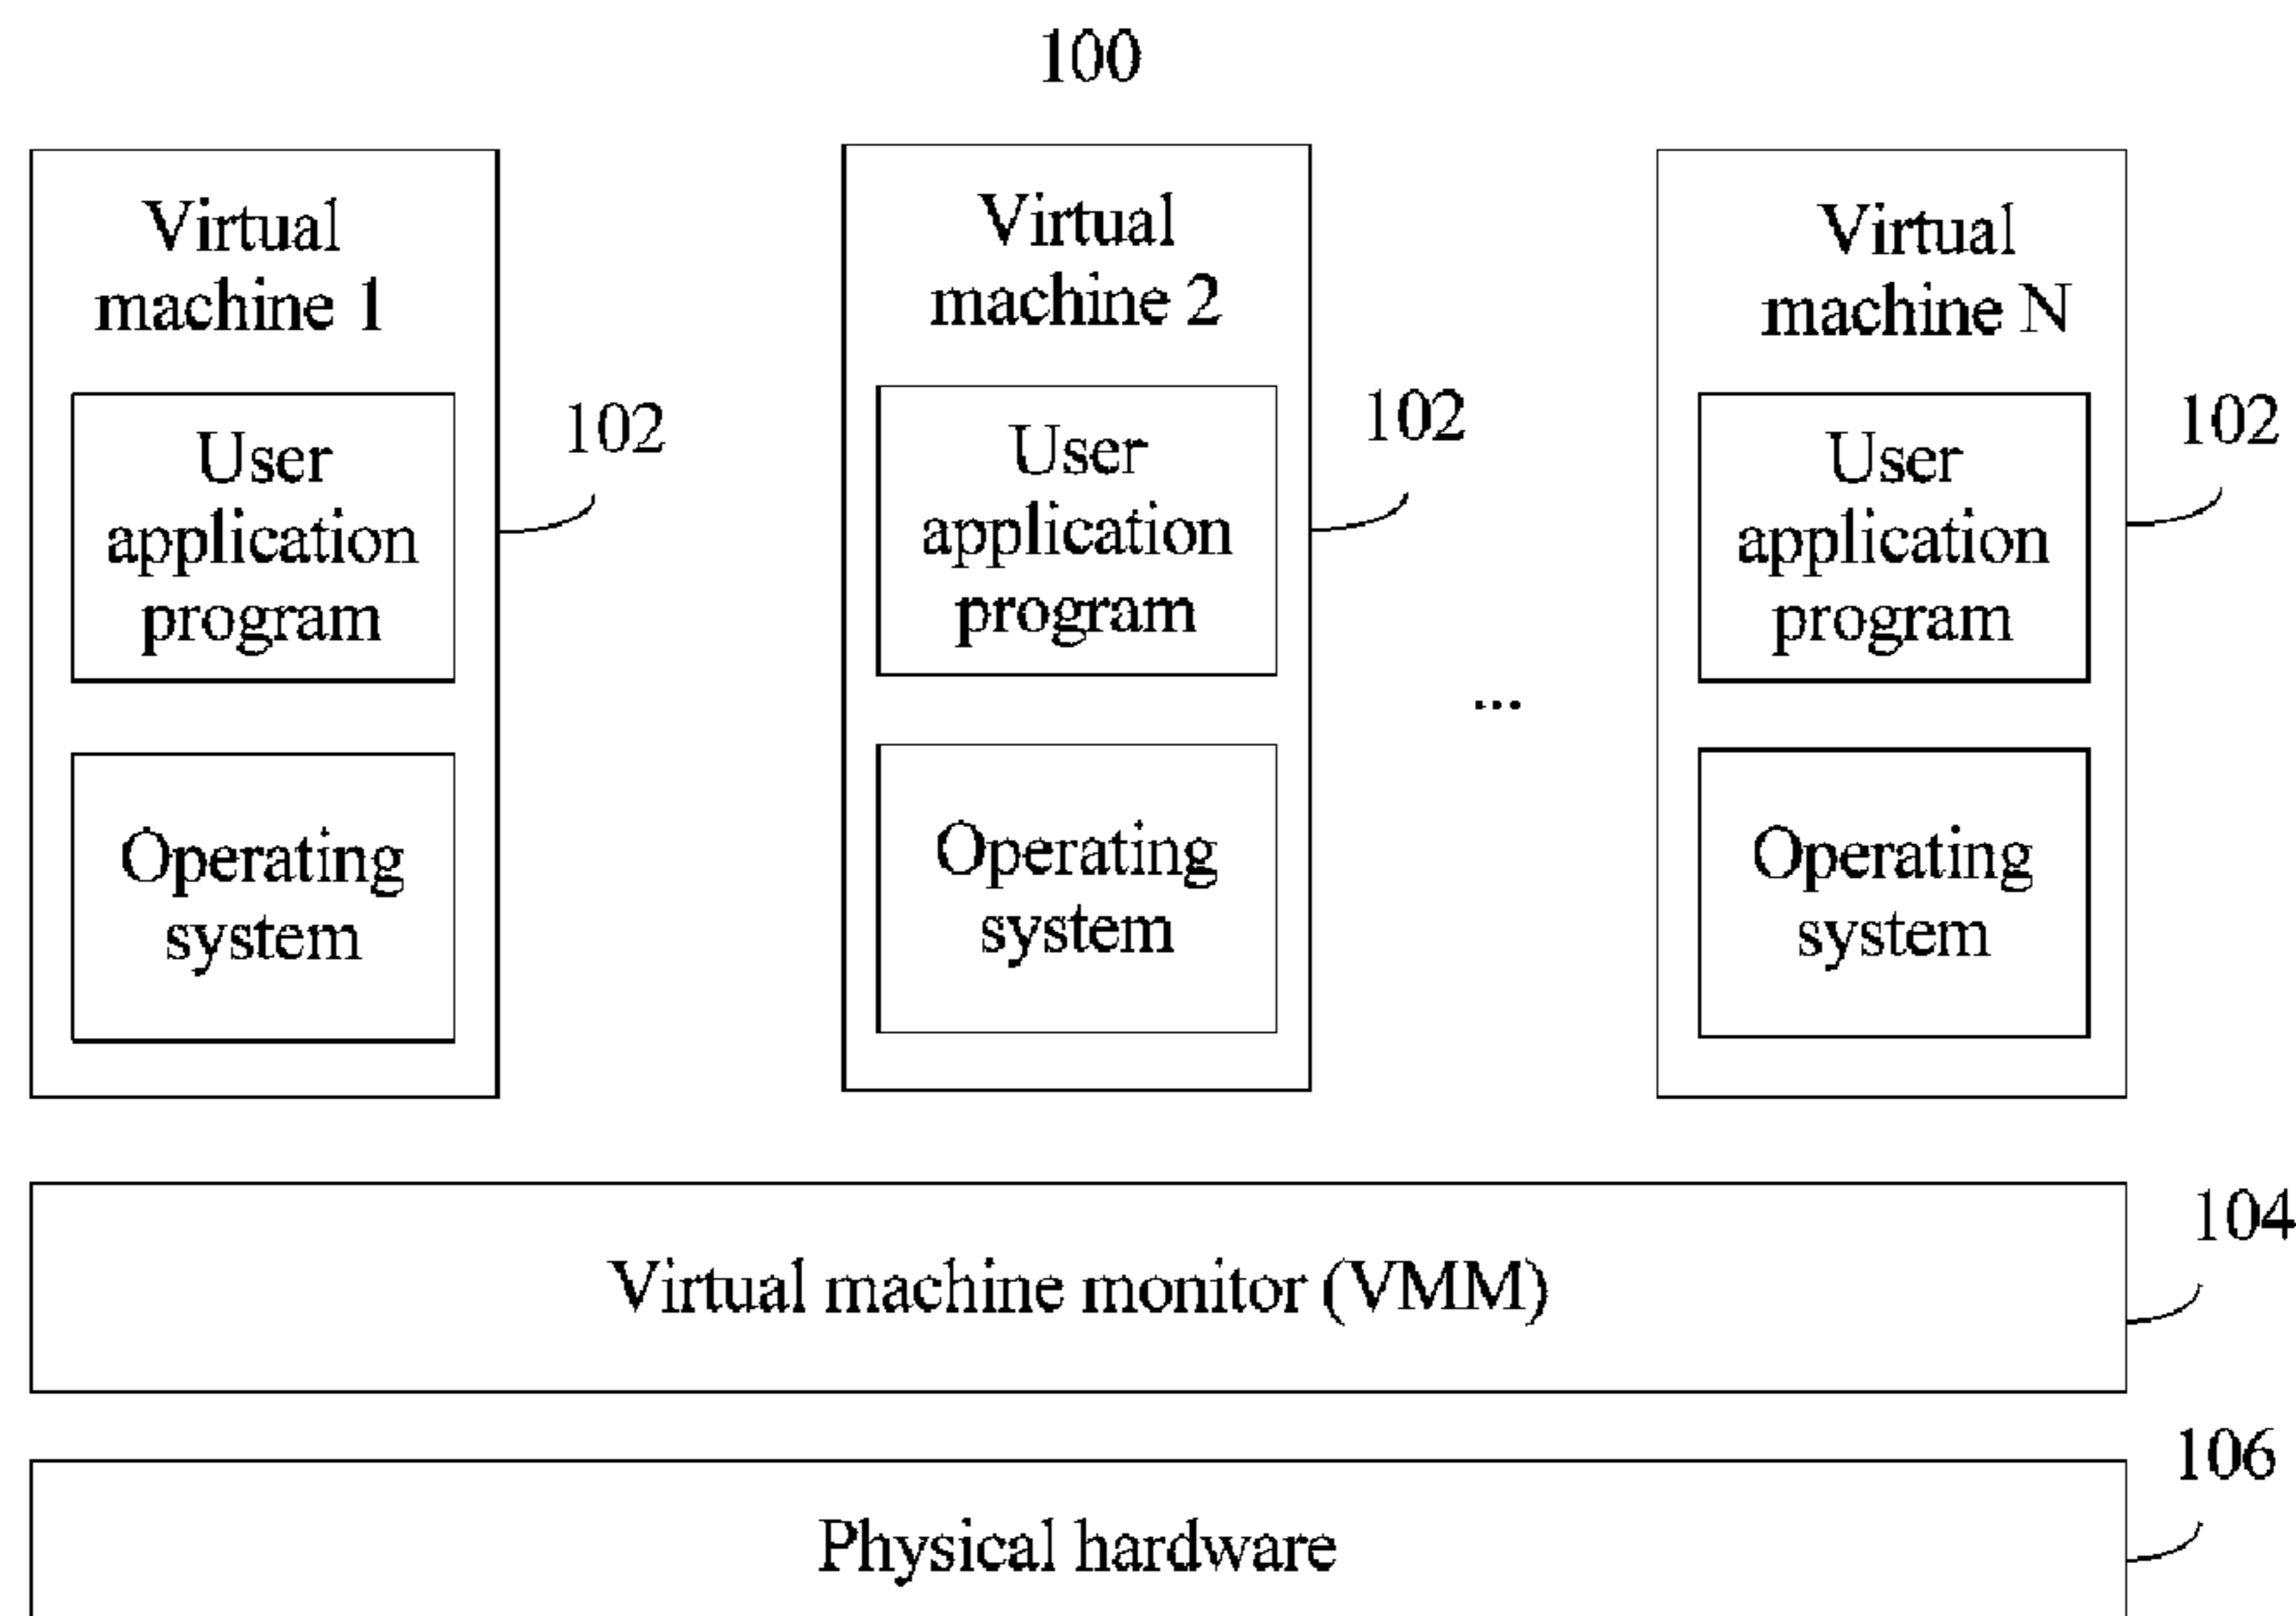 100
Virtual
machine 1
User
application
program
Operating
system
102
Virtual
machine 2
User
application
program
Operating
system
102
...
Virtual
machine N
User
application
program
Operating
system
102
Virtual machine monitor (VMM)
104
Physical hardware
106